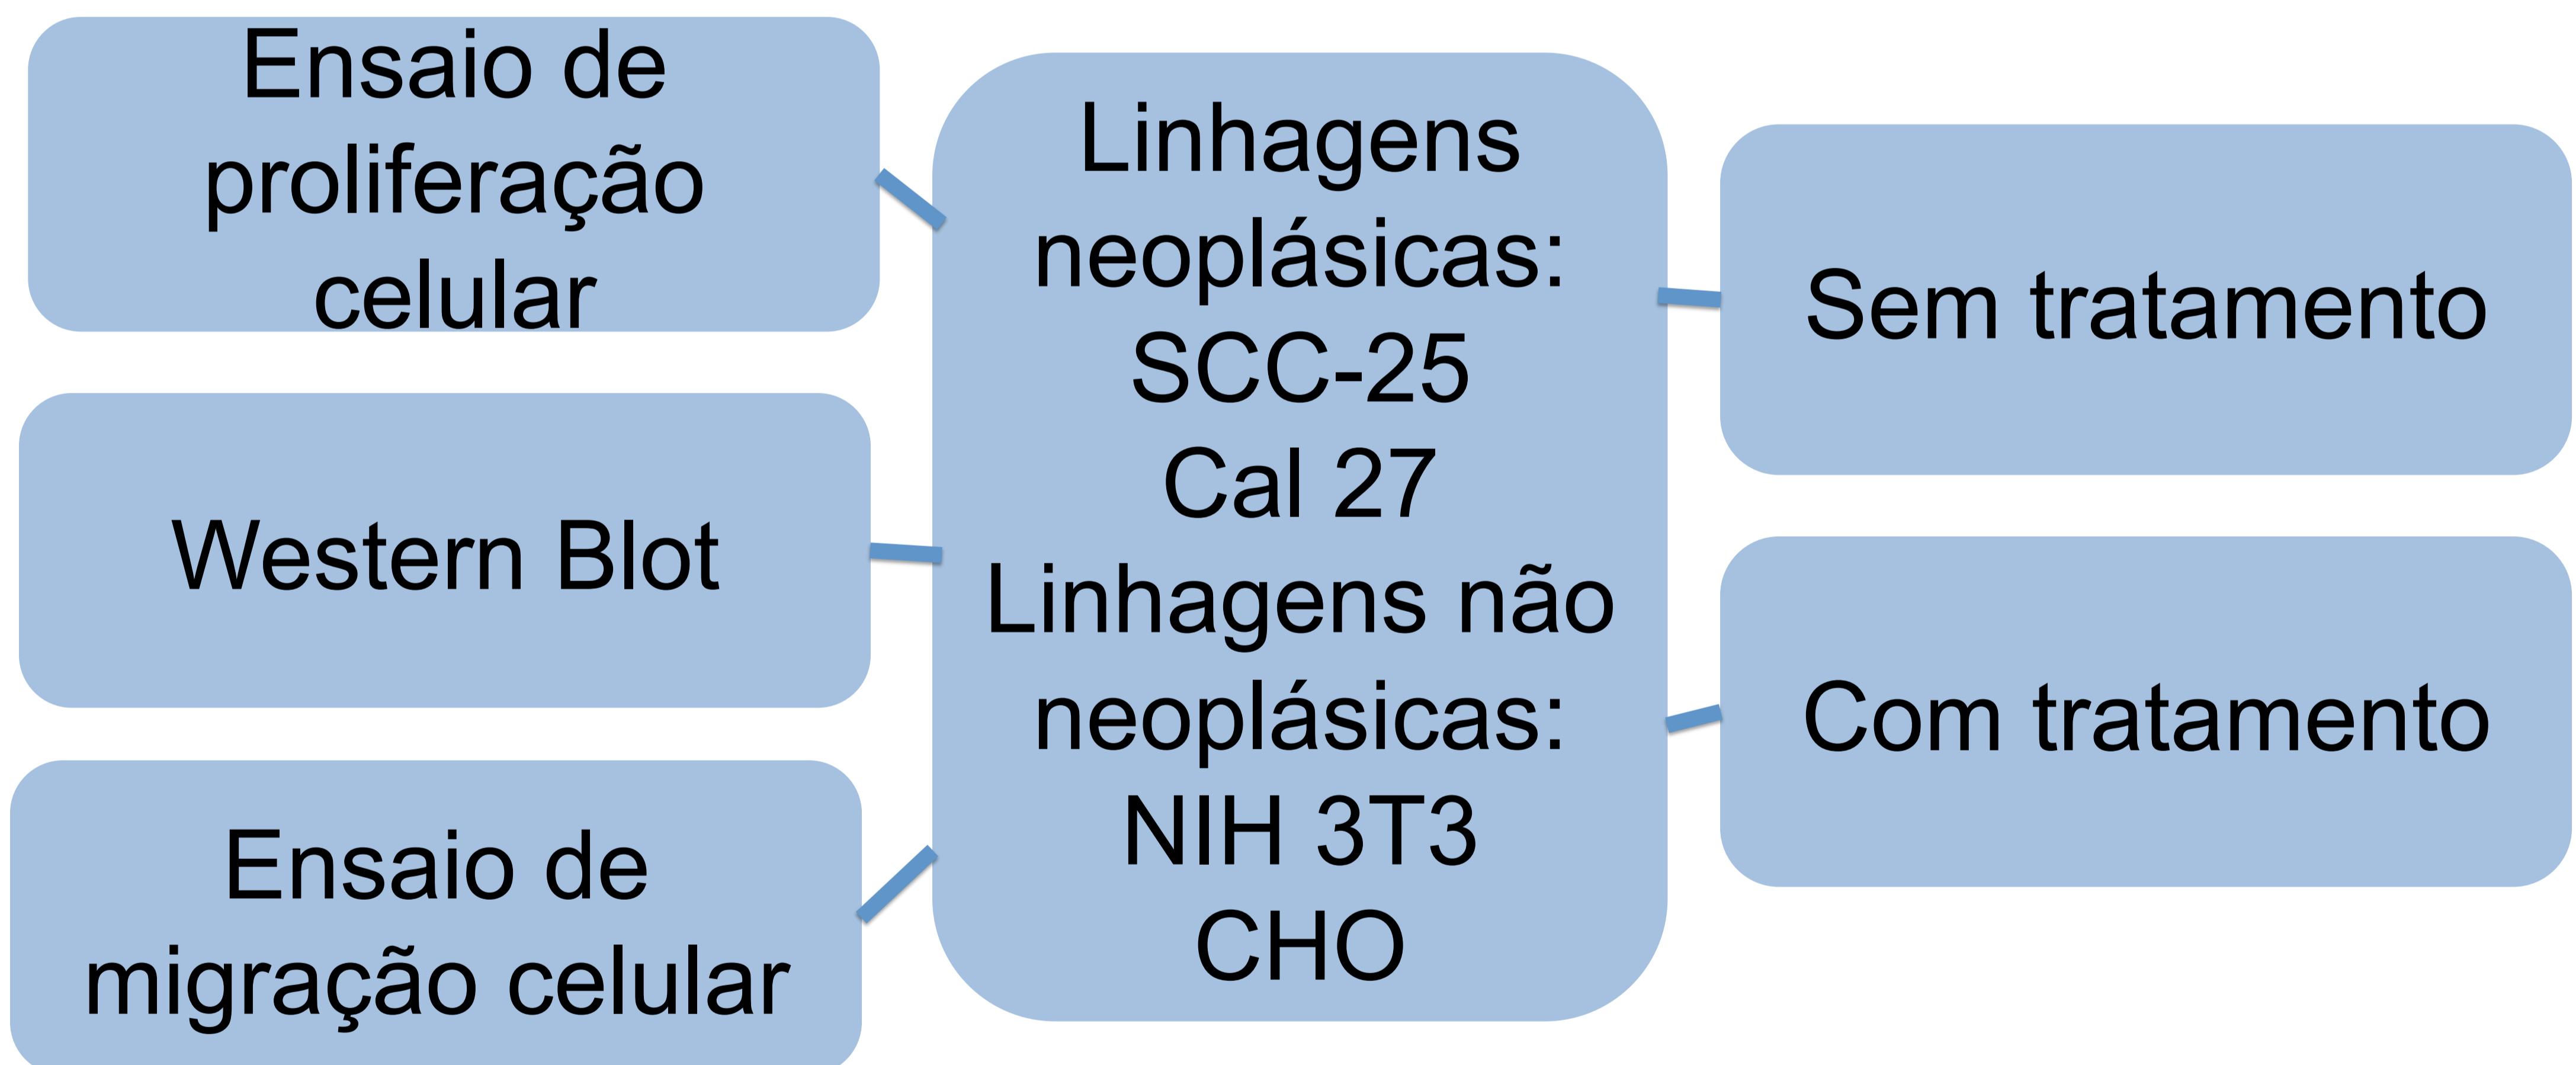 Ensaio de
proliferação
celular
Western Blot
Ensaio de
migração celular
Linhagens
neoplásicas:
SCC-25
Cal 27
Linhagens não
neoplásicas:
NIH 3T3
CHO
Sem tratamento
Com tratamento